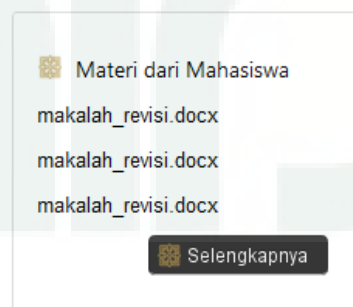 Materi dari Mahasiswa
makalah_revisi.docx
makalah_revisi.docx
makalah_revisi.docx
Selengkapnya